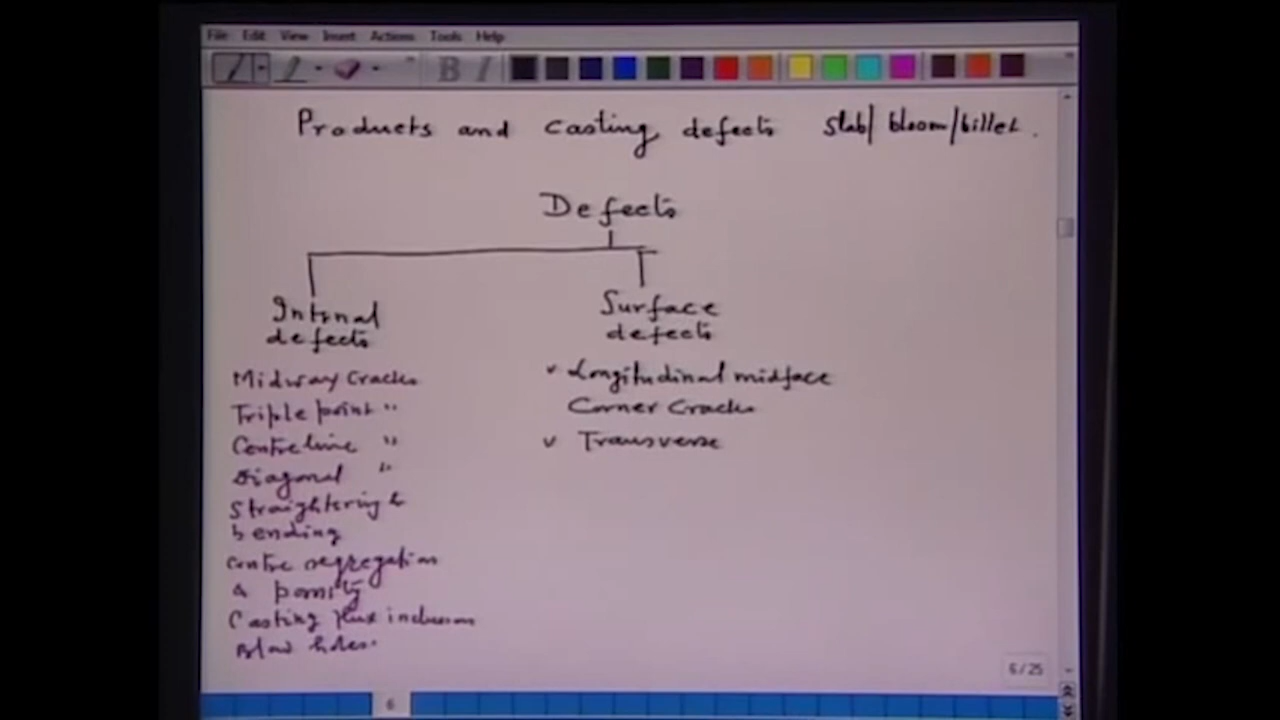 File Edit View Insert Actions Tools Help
B I
Products and casting defects slab/ bloom/billet.
Defects
Internal
defects
Surface
defects
Midway Cracks
Triple point "
Centreline "
Diagonal "
Straightening &
bending
Centre segregation
& porosity
Casting flux inclusion
Blow holes.
Longitudinal midface
Corner Cracks
Transverse
6/25
6